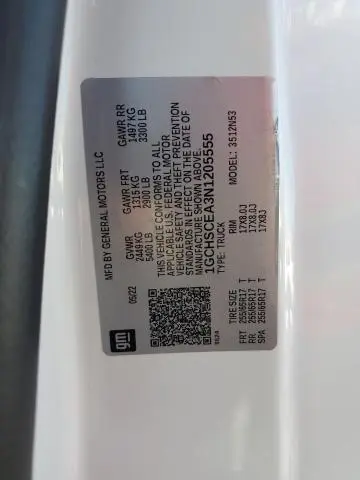 MFD BY GENERAL MOTORS LLC
05/22
GVWR
2449 KG
5400 LB
GAWR FRT
1315 KG
2900 LB
GAWR RR
1497 KG
3300 LB
THIS VEHICLE CONFORMS TO ALL
APPLICABLE U.S. FEDERAL MOTOR
VEHICLE SAFETY AND THEFT PREVENTION
STANDARDS IN EFFECT ON THE DATE OF
MANUFACTURE SHOWN ABOVE.
1GCHSCEA3N1205555
TYPE: TRUCK
MODEL: 3512N53
gm
TIRE SIZE RIM
FRT 255/65R17 T 17X8.0J
RR 255/65R17 T 17X8.0J
SPA 255/65R17 T 17X8J